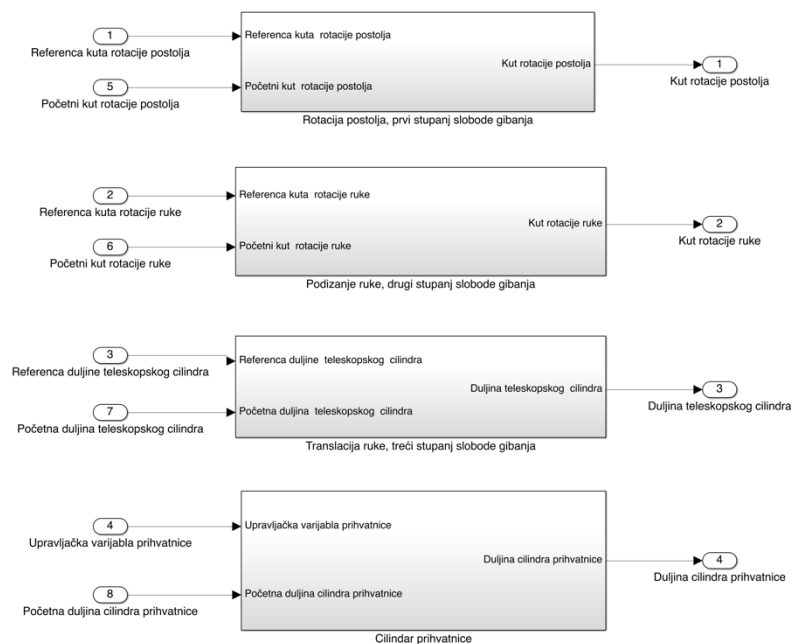 1
Referenca kuta rotacije postolja
5
Početni kut rotacije postolja
Referenca kuta rotacije postolja
Početni kut rotacije postolja
Kut rotacije postolja
Rotacija postolja, prvi stupanj slobode gibanja
1
Kut rotacije postolja
2
Referenca kuta rotacije ruke
6
Početni kut rotacije ruke
Referenca kuta rotacije ruke
Početni kut rotacije ruke
Kut rotacije ruke
Podizanje ruke, drugi stupanj slobode gibanja
2
Kut rotacije ruke
3
Referenca duljine teleskopskog cilindra
7
Početna duljina teleskopskog cilindra
Referenca duljine teleskopskog cilindra
Početna duljina teleskopskog cilindra
Duljina teleskopskog cilindra
Translacija ruke, treći stupanj slobode gibanja
3
Duljina teleskopskog cilindra
4
Upravljačka varijabla prihvatnice
8
Početna duljina cilindra prihvatnice
Upravljačka varijabla prihvatnice
Početna duljina cilindra prihvatnice
Duljina cilindra prihvatnice
Cilindar prihvatnice
4
Duljina cilindra prihvatnice